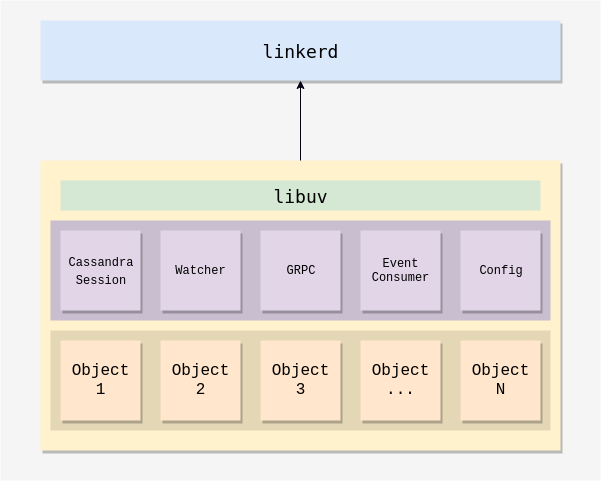 linkerd
libuv
Cassandra
Session
Watcher
GRPC
Event
Consumer
Config
Object
1
Object
2
Object
3
Object
...
Object
N